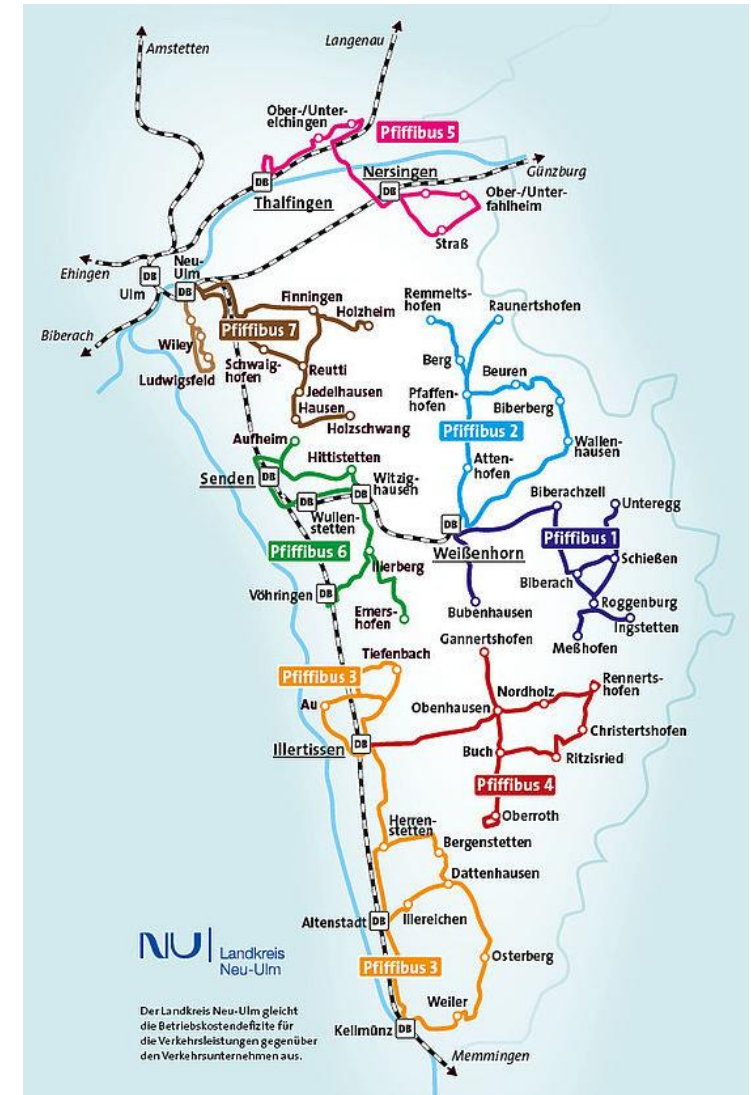 Amstetten
Langenau
Ober-/Unter-
elchingen
Pfiffibus 5
Nersingen
DB
Günzburg
DB
Thalfingen
Ober-/Unter-
fahlheim
Straß
Ehingen
DB
Ulm
Neu-
Ulm
DB
Biberach
Finningen
Holzheim
Pfiffibus 7
Wiley
Ludwigsfeld
Schwaig-
hofen
Reutti
Jedelhausen
Hausen
Holzschwang
Remmelts-
hofen
Raunertshofen
Berg
Beuren
Pfaffen-
hofen
Biberberg
Pfiffibus 2
Wallen-
hausen
Atten-
hofen
Aufheim
Hittistetten
Senden
DB
Witzig-
hausen
DB
DB
Wullen-
stetten
DB
Weißenhorn
Biberachzell
Unteregg
Pfiffibus 1
Schießen
Biberach
Roggenburg
Ingstetten
Meßhofen
Bubenhausen
Pfiffibus 6
Illerberg
Vöhringen
DB
Emers-
hofen
Gannertshofen
Tiefenbach
Pfiffibus 3
Au
Obenhausen
Nordholz
Rennerts-
hofen
Christertshofen
Illertissen
DB
Buch
Ritzisried
Pfiffibus 4
Oberroth
Herren-
stetten
Bergenstetten
Dattenhausen
Altenstadt
DB
Illereichen
Osterberg
Pfiffibus 3
Weiler
Kellmünz
DB
Memmingen
NU
Landkreis
Neu-Ulm
Der Landkreis Neu-Ulm gleicht
die Betriebskostendefizite für
die Verkehrsleistungen gegenüber
den Verkehrsunternehmen aus.